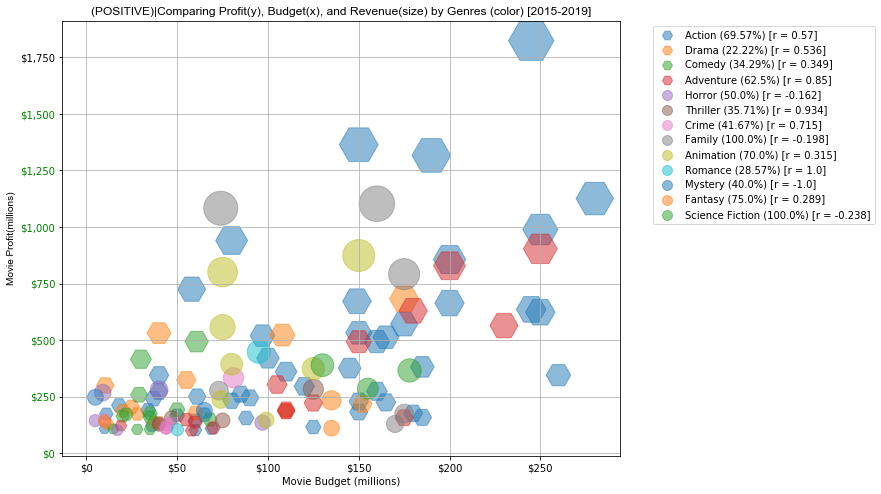 (POSITIVE)|Comparing Profit(y), Budget(x), and Revenue(size) by Genres (color) [2015-2019]
Movie Profit(millions)
$1,750
$1,500
$1,250
$1,000
$750
$500
$250
$0
$0
$50
$100
$150
$200
$250
Movie Budget (millions)
Action (69.57%) [r = 0.57]
Drama (22.22%) [r = 0.536]
Comedy (34.29%) [r = 0.349]
Adventure (62.5%) [r = 0.85]
Horror (50.0%) [r = -0.162]
Thriller (35.71%) [r = 0.934]
Crime (41.67%) [r = 0.715]
Family (100.0%) [r = -0.198]
Animation (70.0%) [r = 0.315]
Romance (28.57%) [r = 1.0]
Mystery (40.0%) [r = -1.0]
Fantasy (75.0%) [r = 0.289]
Science Fiction (100.0%) [r = -0.238]